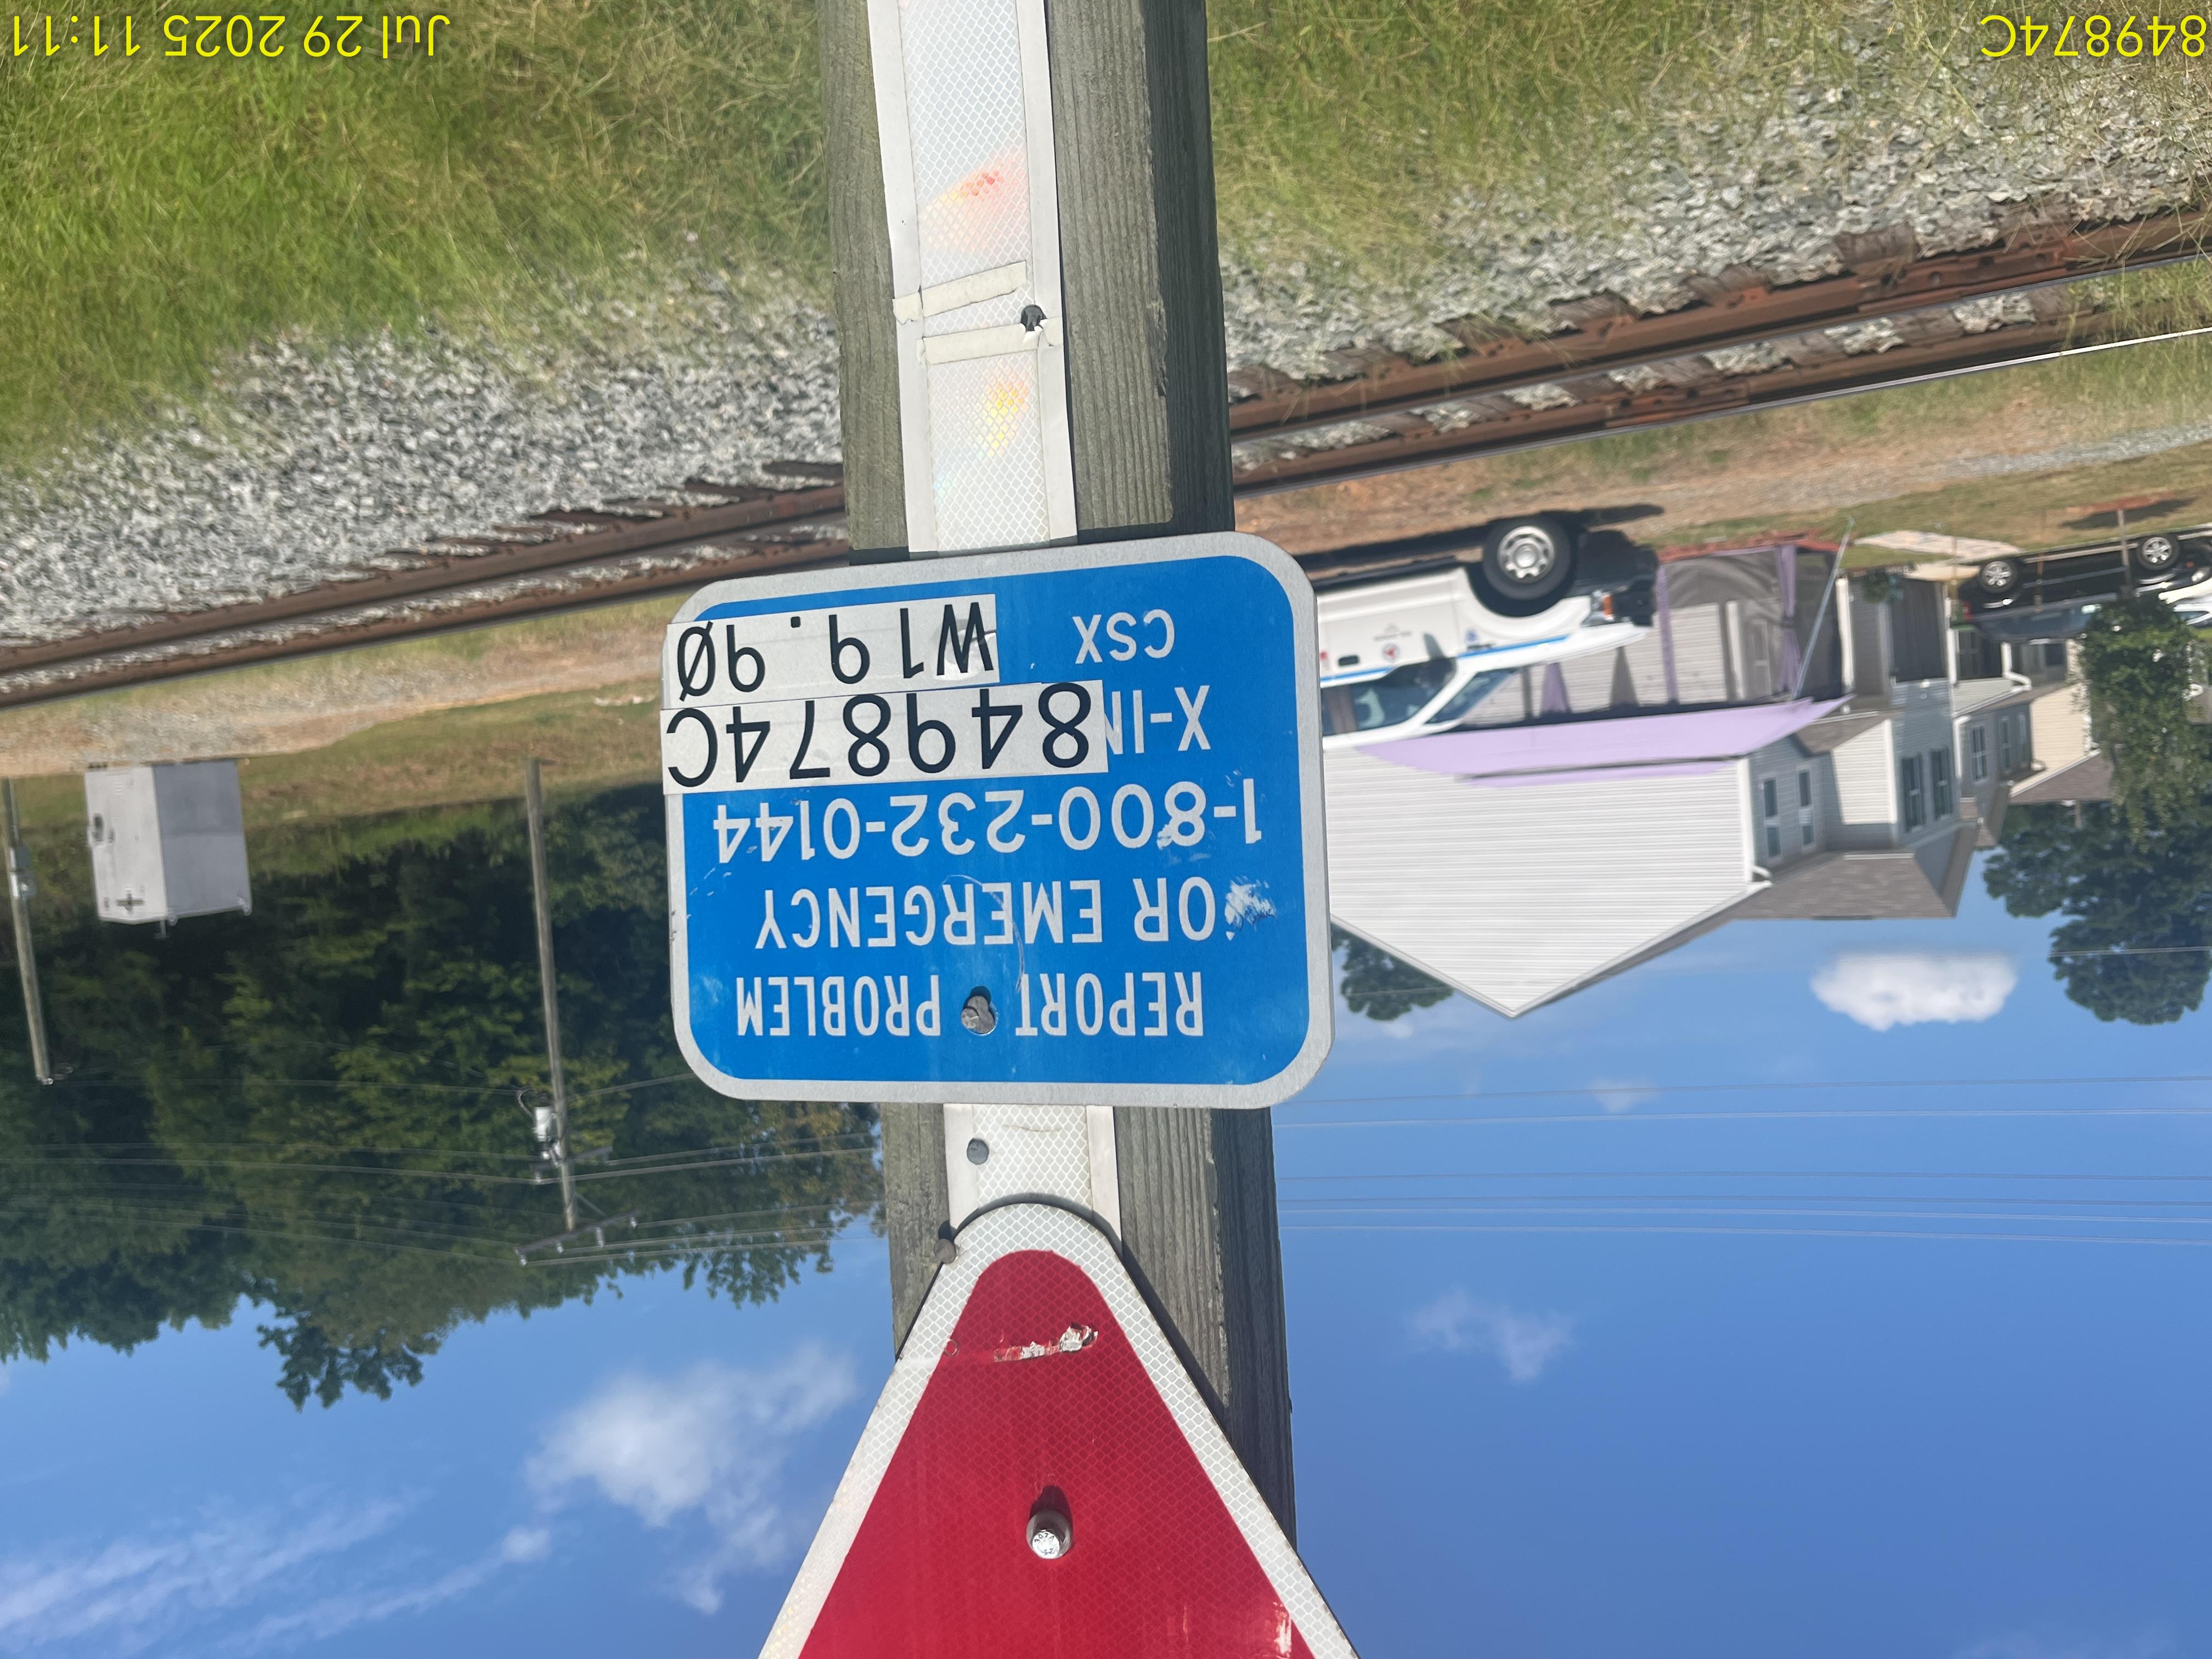 REPORT PROBLEM
OR EMERGENCY
1-800-232-0144
X-IN 849874C
CSX W19.90
849874C
Jul 29 2025 11:11